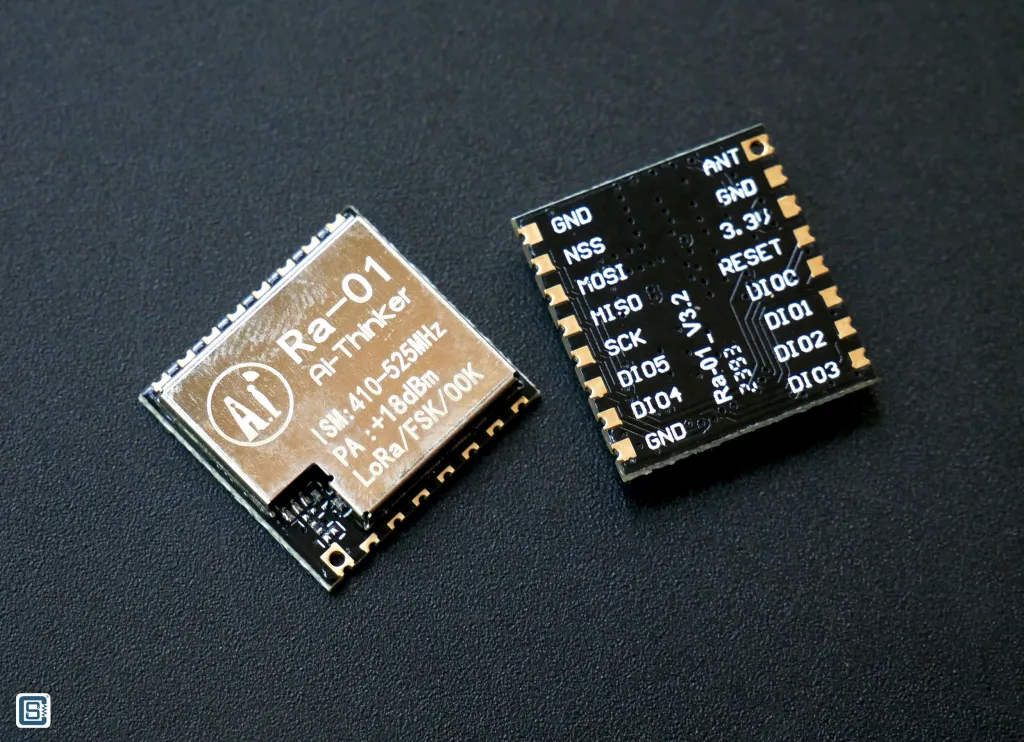 Ai
Ra-01
Ai-Thinker
ISM:410-525MHz
PA :+18dBm
LoRa/FSK/OOK
GND
NSS
MOSI
MISO
SCK
DIO5
DIO4
GND
Ra-01_V3.2
ANT
GND
3.3V
RESET
DIO0
DIO1
DIO2
DIO3